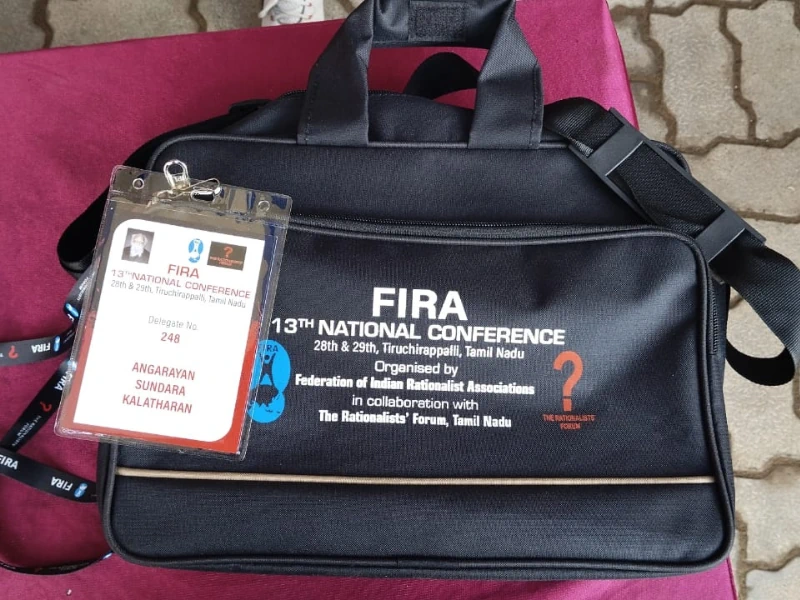 FIRA
13TH NATIONAL CONFERENCE
28th & 29th, Tiruchirappalli, Tamil Nadu
Delegate No.
248
ANGARAYAN
SUNDARA
KALATHARAN
FIRA
13TH NATIONAL CONFERENCE
28th & 29th, Tiruchirappalli, Tamil Nadu
Organised by
Federation of Indian Rationalist Associations
in collaboration with
The Rationalists' Forum, Tamil Nadu
?
THE RATIONALISTS'
FORUM
?
FIRA
FIRA
FIRA